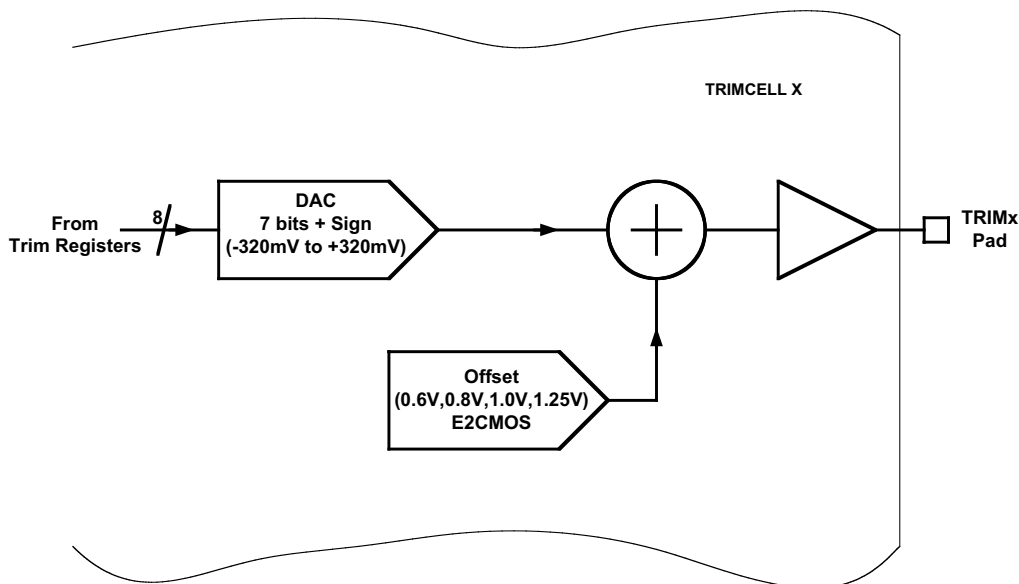 TRIMCELL X
8
DAC
7 bits + Sign
(-320mV to +320mV)
From
Trim Registers
TRIMx
Pad
Offset
(0.6V,0.8V,1.0V,1.25V)
E2CMOS